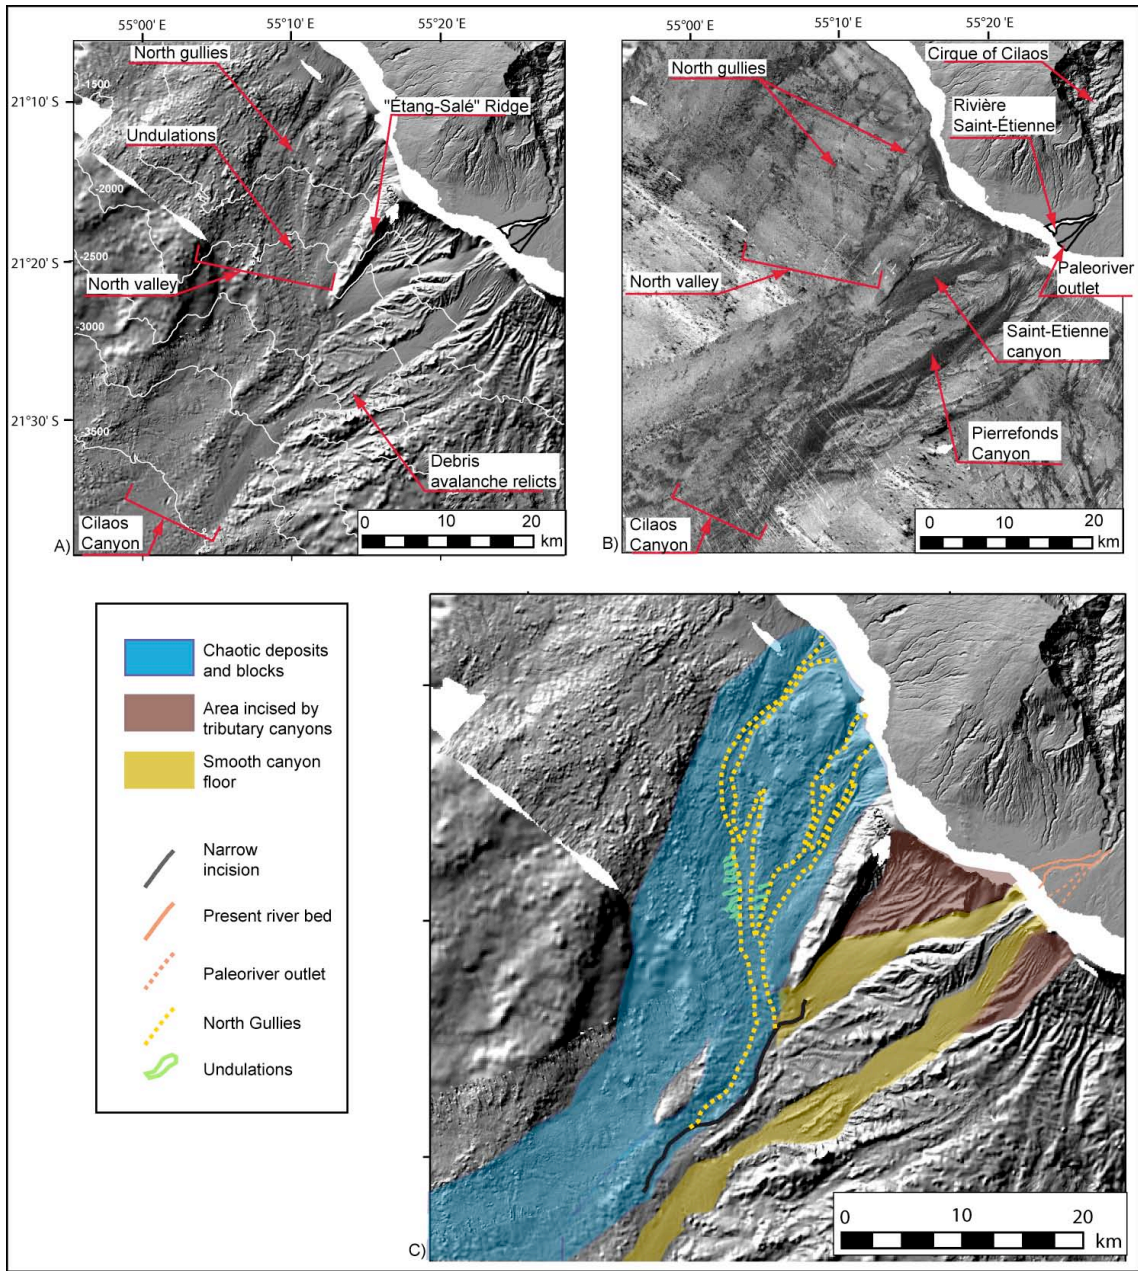 55°00' E
55°10' E
55°20' E
55°00' E
55°10' E
55°20' E
21°10' S
21°20' S
21°30' S
North gullies
"Étang-Salé" Ridge
Undulations
-1500
-2000
-2500
-3000
-3500
North valley
Debris
avalanche relicts
Cilaos
Canyon
A)
0 10 20
km
North gullies
Cirque of Cilaos
Rivière
Saint-Étienne
North valley
Paleoriver
outlet
Saint-Etienne
canyon
Pierrefonds
Canyon
Cilaos
Canyon
B)
0 10 20
km
Chaotic deposits
and blocks
Area incised by
tributary canyons
Smooth canyon
floor
Narrow
incision
Present river bed
Paleoriver outlet
North Gullies
Undulations
C)
0 10 20
km